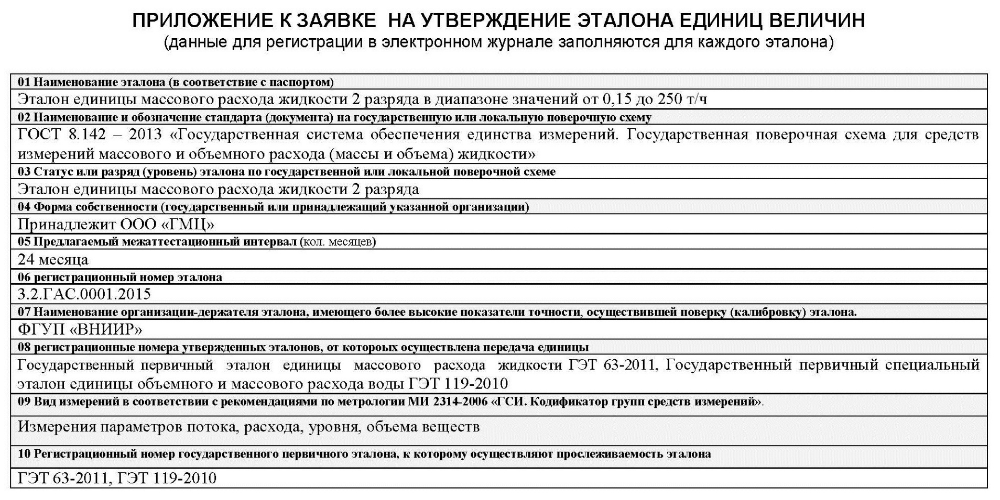 ПРИЛОЖЕНИЕ К ЗАЯВКЕ НА УТВЕРЖДЕНИЕ ЭТАЛОНА ЕДИНИЦ ВЕЛИЧИН
(данные для регистрации в электронном журнале заполняются для каждого эталона)
01 Наименование эталона (в соответствие с паспортом)
Эталон единицы массового расхода жидкости 2 разряда в диапазоне значений от 0,15 до 250 т/ч
02 Наименование и обозначение стандарта (документа) на государственную или локальную поверочную схему
ГОСТ 8.142 – 2013 «Государственная система обеспечения единства измерений. Государственная поверочная схема для средств
измерений массового и объемного расхода (массы и объема) жидкости»
03 Статус или разряд (уровень) эталона по государственной или локальной поверочной схеме
Эталон единицы массового расхода жидкости 2 разряда
04 Форма собственности (государственный или принадлежащий указанной организации)
Принадлежит ООО «ГМЦ»
05 Предлагаемый межаттестационный интервал (кол. месяцев)
24 месяца
06 регистрационный номер эталона
3.2.ГАС.0001.2015
07 Наименование организации-держателя эталона, имеющего более высокие показатели точности, осуществившей поверку (калибровку) эталона.
ФГУП «ВНИИР»
08 регистрационные номера утвержденных эталонов, от котороых осуществлена передача единицы
Государственный первичный эталон единицы массового расхода жидкости ГЭТ 63-2011, Государственный первичный специальный
эталон единицы объемного и массового расхода воды ГЭТ 119-2010
09 Вид измерений в соответствии с рекомендациями по метрологии МИ 2314-2006 «ГСИ. Кодификатор групп средств измерений».
Измерения параметров потока, расхода, уровня, объема веществ
10 Регистрационный номер государственного первичного эталона, к которому осуществляют прослеживаемость эталона
ГЭТ 63-2011, ГЭТ 119-2010